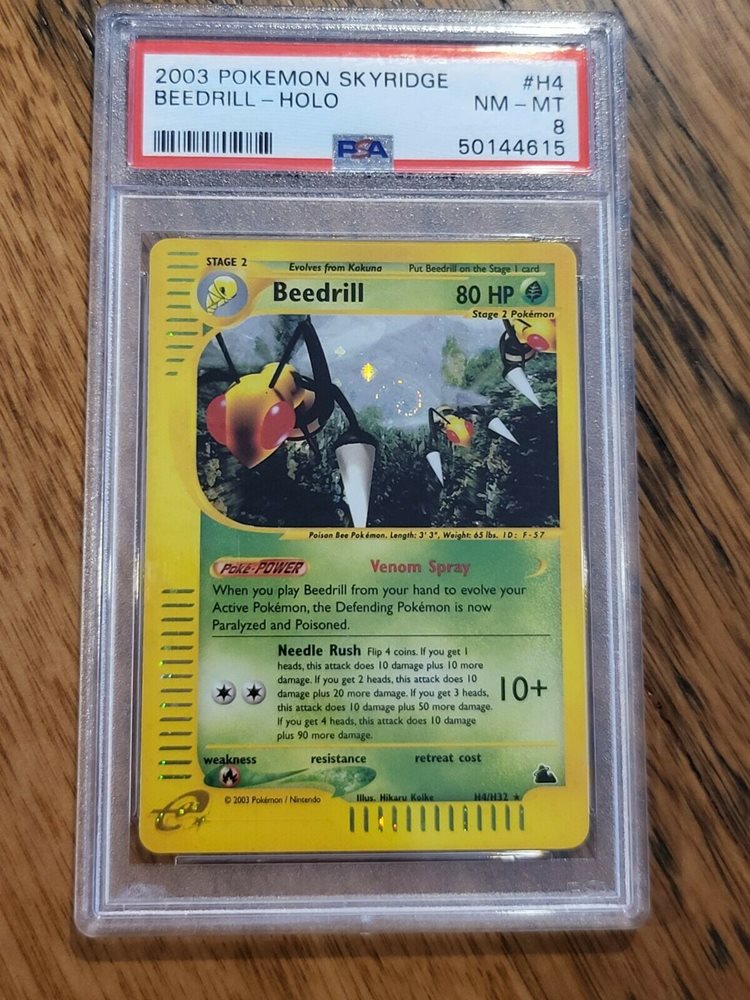 2003 POKEMON SKYRIDGE #H4
BEEDRILL - HOLO NM - MT
8
PSA 50144615
STAGE 2 Evolves from Kakuna Put Beedrill on the Stage 1 card
Beedrill 80 HP
Stage 2 Pokémon
Poison Bee Pokémon. Length: 3' 3", Weight: 65 lbs. ID: F-57
Poké-POWER Venom Spray
When you play Beedrill from your hand to evolve your
Active Pokémon, the Defending Pokémon is now
Paralyzed and Poisoned.
Needle Rush Flip 4 coins. If you get 1
heads, this attack does 10 damage plus 10 more
damage. If you get 2 heads, this attack does 10
damage plus 20 more damage. If you get 3 heads,
this attack does 10 damage plus 50 more damage.
If you get 4 heads, this attack does 10 damage
plus 90 more damage.
10+
weakness resistance retreat cost
© 2003 Pokémon / Nintendo Illus. Hikaru Koike H4/H32 ★